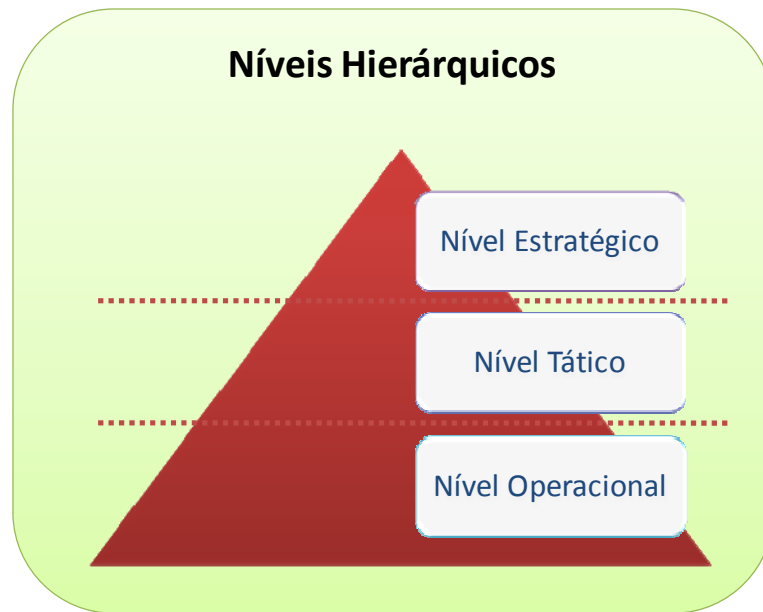 Níveis Hierárquicos
Nível Estratégico
Nível Tático
Nível Operacional